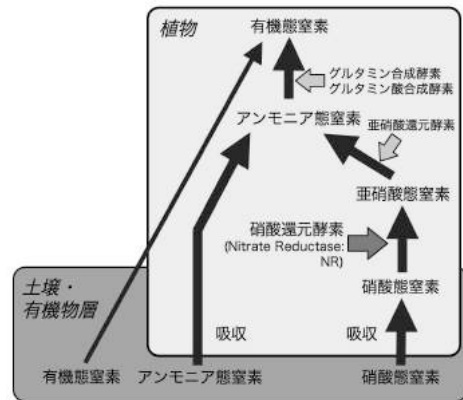 植物
有機態窒素
グルタミン合成酵素
グルタミン酸合成酵素
アンモニア態窒素
亜硝酸還元酵素
亜硝酸態窒素
硝酸還元酵素
(Nitrate Reductase:
NR)
硝酸態窒素
土壌・
有機物層
吸収
吸収
有機態窒素
アンモニア態窒素
硝酸態窒素